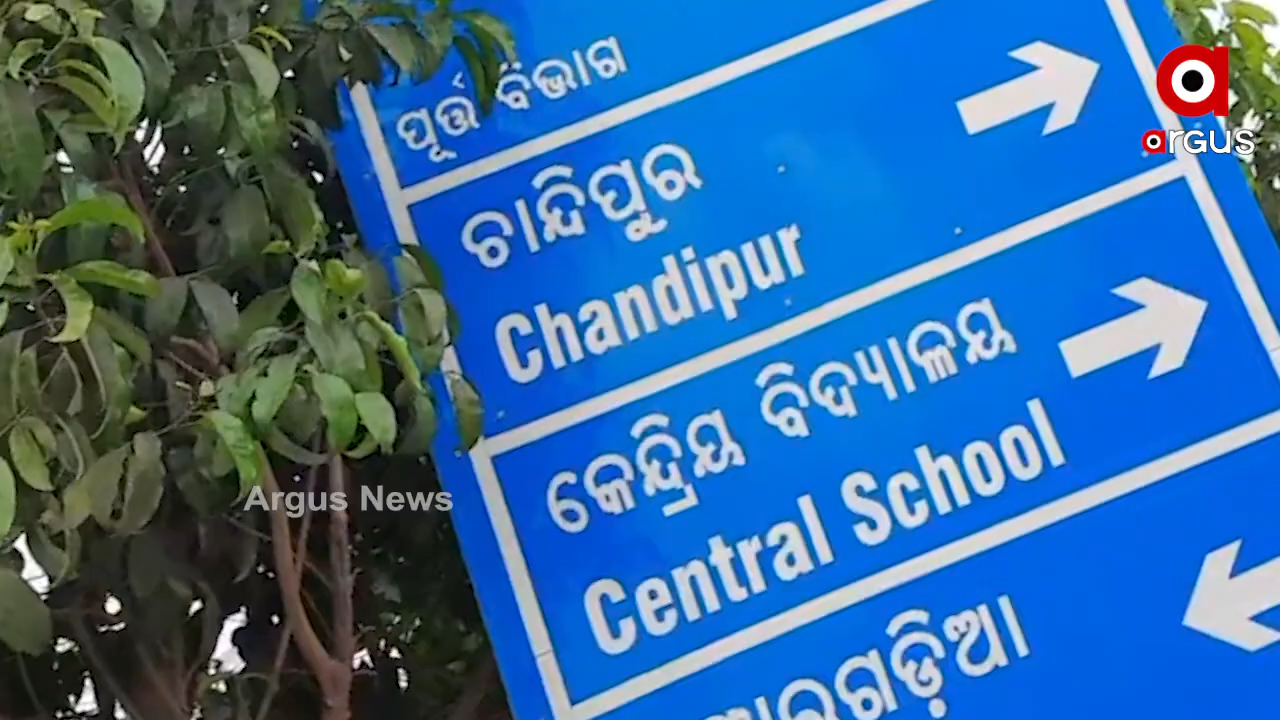 ପୂର୍ତ୍ତ ବିଭାଗ
ଚାନ୍ଦିପୁର
Chandipur
କେନ୍ଦ୍ରିୟ ବିଦ୍ୟାଳୟ
Central School
a
argus
Argus News